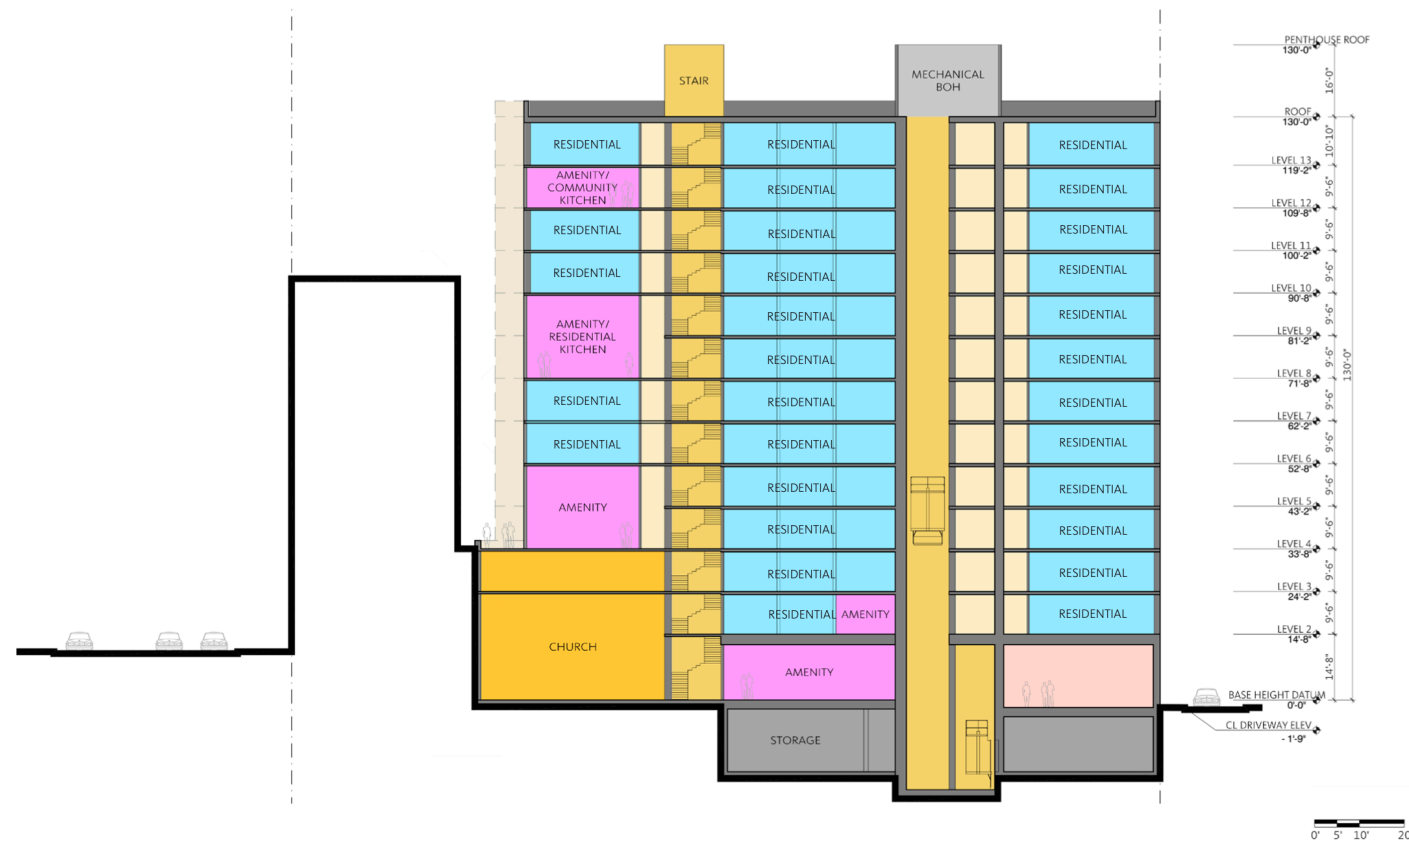 PENTHOUSE ROOF
130'-0"
STAIR
MECHANICAL
BOH
16'-0"
ROOF
130'-0"
RESIDENTIAL
RESIDENTIAL
RESIDENTIAL
10'-10"
LEVEL 13
119'-2"
AMENITY/
COMMUNITY
KITCHEN
RESIDENTIAL
RESIDENTIAL
9'-6"
LEVEL 12
109'-8"
RESIDENTIAL
RESIDENTIAL
RESIDENTIAL
9'-6"
LEVEL 11
100'-2"
RESIDENTIAL
RESIDENTIAL
RESIDENTIAL
9'-6"
LEVEL 10
90'-8"
AMENITY/
RESIDENTIAL
KITCHEN
RESIDENTIAL
RESIDENTIAL
9'-6"
LEVEL 9
81'-2"
RESIDENTIAL
RESIDENTIAL
9'-6"
130'-0"
LEVEL 8
71'-8"
RESIDENTIAL
RESIDENTIAL
RESIDENTIAL
9'-6"
LEVEL 7
62'-2"
RESIDENTIAL
RESIDENTIAL
RESIDENTIAL
9'-6"
LEVEL 6
52'-8"
AMENITY
RESIDENTIAL
RESIDENTIAL
9'-6"
LEVEL 5
43'-2"
RESIDENTIAL
RESIDENTIAL
9'-6"
LEVEL 4
33'-8"
RESIDENTIAL
RESIDENTIAL
9'-6"
LEVEL 3
24'-2"
RESIDENTIAL
AMENITY
RESIDENTIAL
9'-6"
LEVEL 2
14'-8"
CHURCH
AMENITY
14'-8"
BASE HEIGHT DATUM
0'-0"
CL DRIVEWAY ELEV
- 1'-9"
STORAGE
0' 5' 10' 20